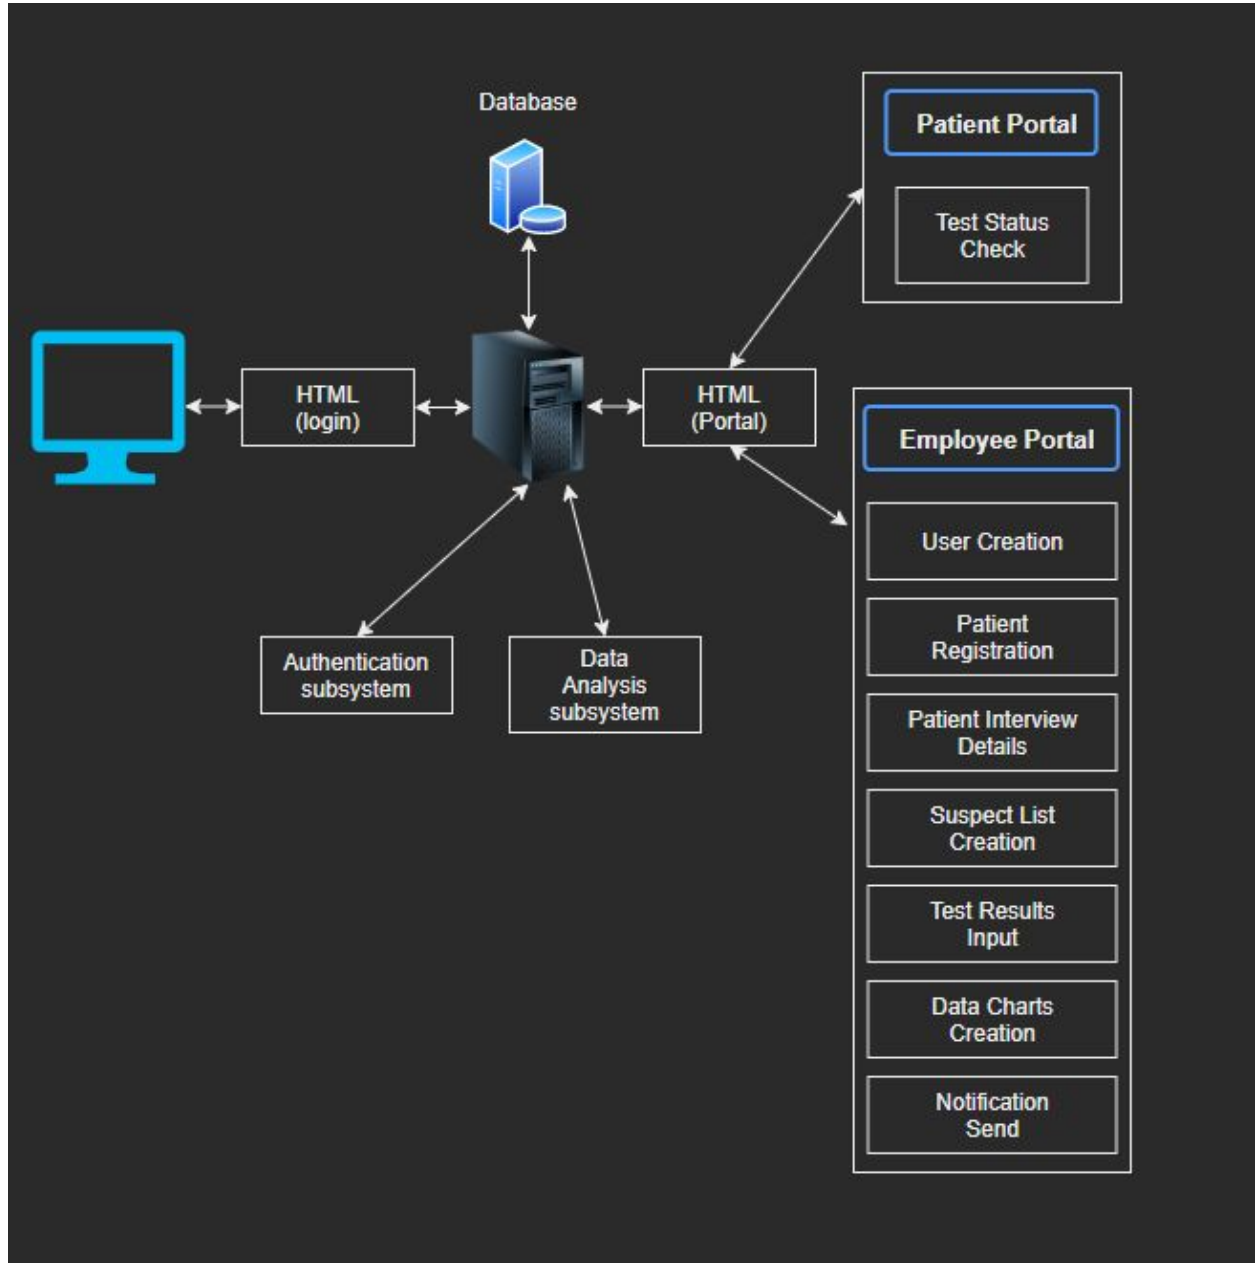 Database
Patient Portal
Test Status
Check
HTML
(login)
HTML
(Portal)
Employee Portal
User Creation
Patient
Registration
Patient Interview
Details
Suspect List
Creation
Test Results
Input
Data Charts
Creation
Notification
Send
Authentication
subsystem
Data
Analysis
subsystem